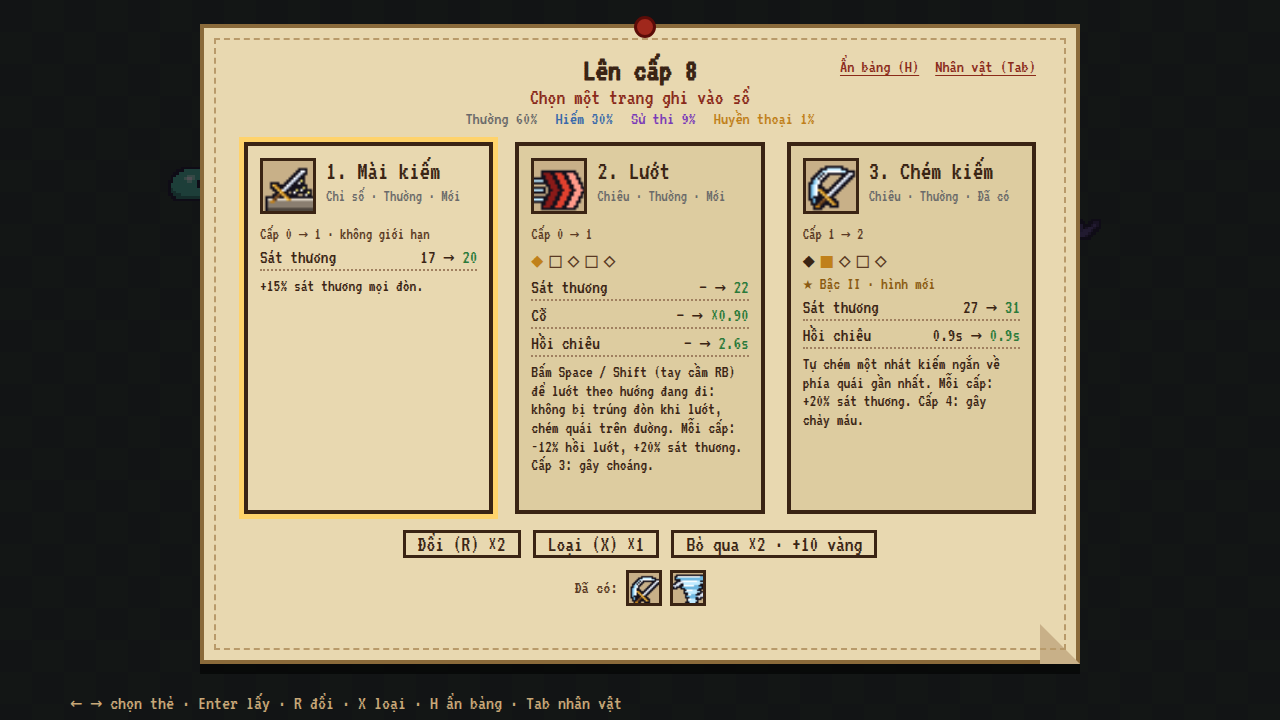 Lên cấp 8
Ẩn bảng (H) Nhân vật (Tab)
Chọn một trang ghi vào sổ
Thường 60% Hiếm 30% Sử thi 9% Huyền thoại 1%
1. Mài kiếm
Chỉ số · Thường · Mới
Cấp 0 → 1 · không giới hạn
Sát thương 17 → 20
+15% sát thương mọi đòn.
2. Lướt
Chiêu · Thường · Mới
Cấp 0 → 1
Sát thương – → 22
Cỡ – → x0.90
Hồi chiêu – → 2.6s
Bấm Space / Shift (tay cầm RB)
để lướt theo hướng đang đi:
không bị trúng đòn khi lướt,
chém quái trên đường. Mỗi cấp:
-12% hồi lướt, +20% sát thương.
Cấp 3: gây choáng.
3. Chém kiếm
Chiêu · Thường · Đã có
Cấp 1 → 2
★ Bậc II · hình mới
Sát thương 27 → 31
Hồi chiêu 0.9s → 0.9s
Tự chém một nhát kiếm ngắn về
phía quái gần nhất. Mỗi cấp:
+20% sát thương. Cấp 4: gây
chảy máu.
Đổi (R) x2 Loại (X) x1 Bỏ qua x2 · +10 vàng
Đã có:
← → chọn thẻ · Enter lấy · R đổi · X loại · H ẩn bảng · Tab nhân vật